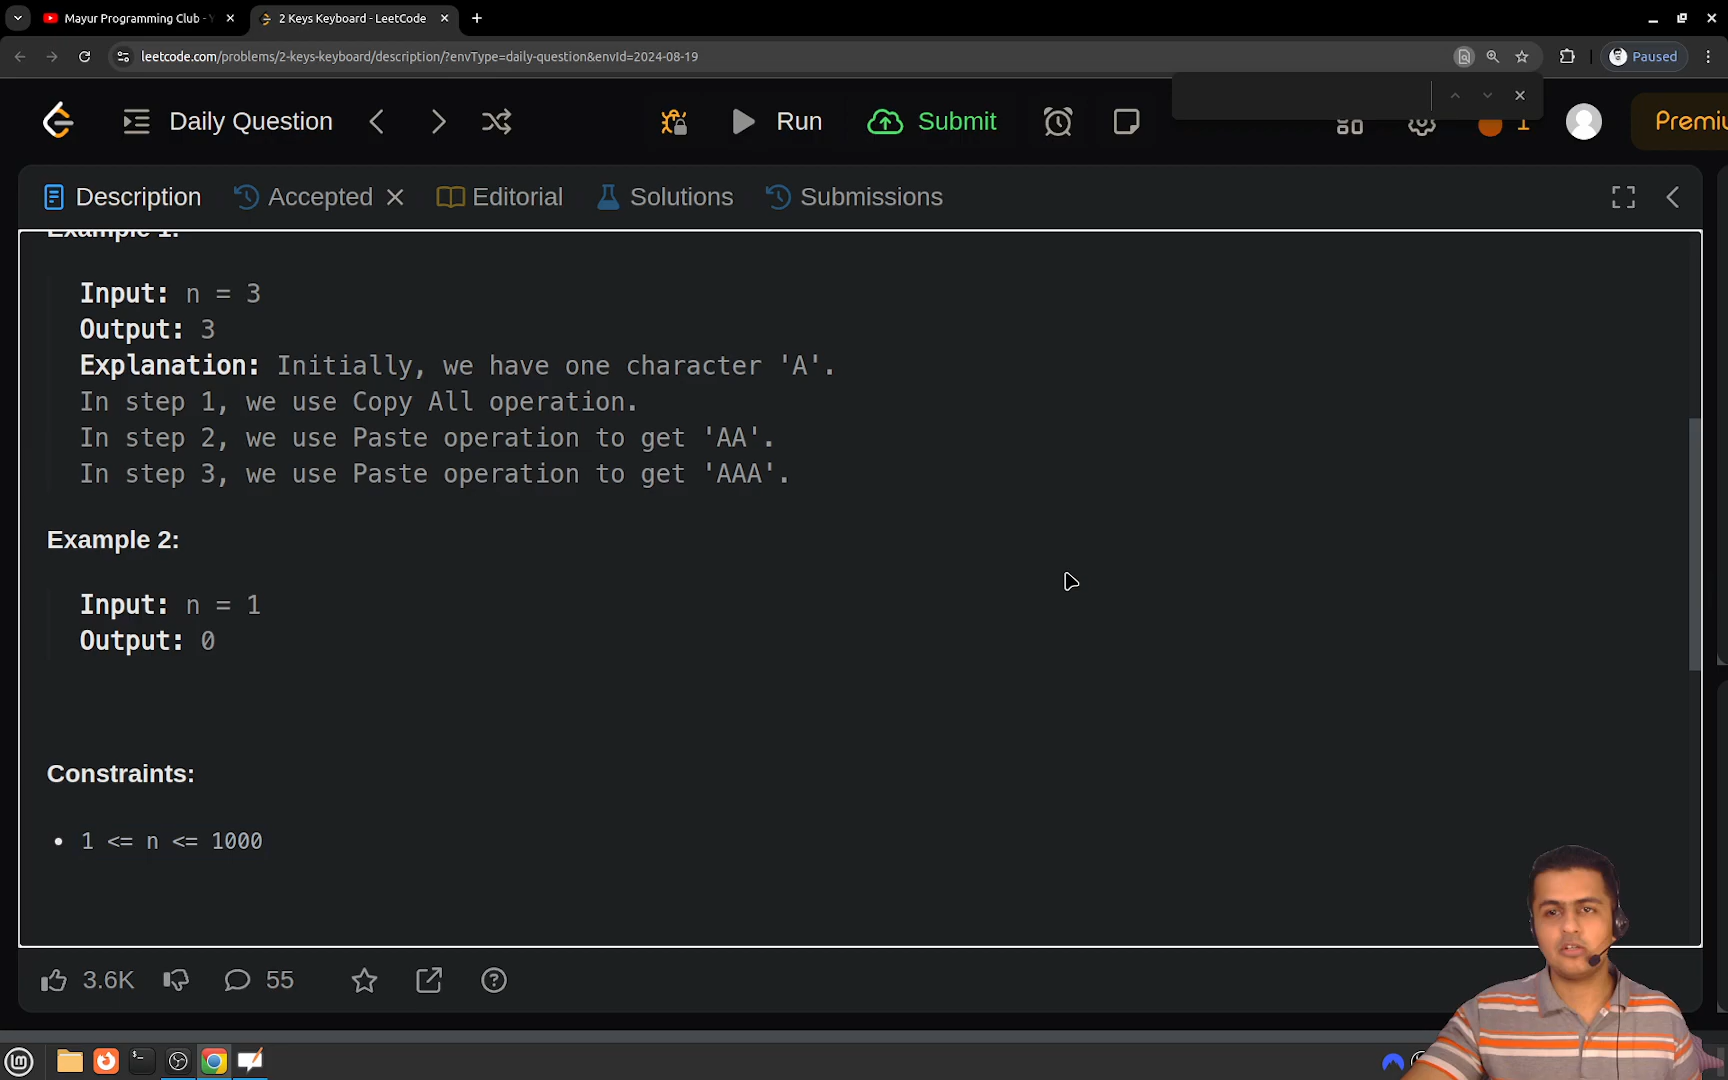 Mayur Programming Club -
2 Keys Keyboard - LeetCode
leetcode.com/problems/2-keys-keyboard/description/?envType=daily-question&envId=2024-08-19
Paused
Daily Question
Run
Submit
1
Premiu
Description
Accepted
Editorial
Solutions
Submissions
Example 1:
Input: n = 3
Output: 3
Explanation: Initially, we have one character 'A'.
In step 1, we use Copy All operation.
In step 2, we use Paste operation to get 'AA'.
In step 3, we use Paste operation to get 'AAA'.
Example 2:
Input: n = 1
Output: 0
Constraints:
• 1 <= n <= 1000
3.6K
55